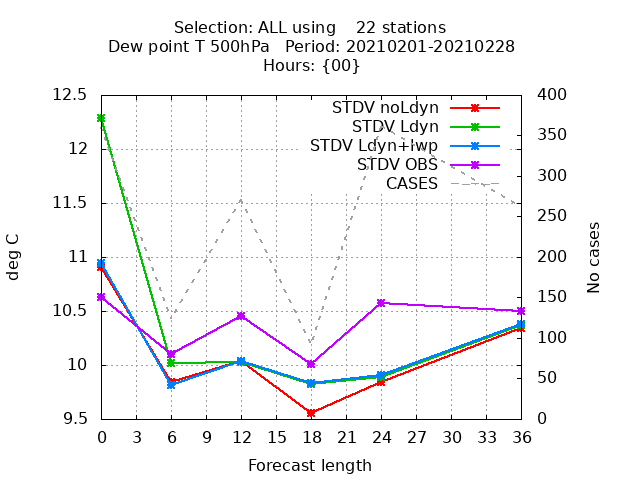 Selection: ALL using    22 stations
Dew point T 500hPa   Period: 20210201-20210228
Hours: {00}
STDV noLdyn
STDV Ldyn
STDV Ldyn+lwp
STDV OBS
CASES
12.5
12
11.5
11
10.5
10
9.5
deg C
400
350
300
250
200
150
100
50
0
No cases
0 3 6 9 12 15 18 21 24 27 30 33 36
Forecast length